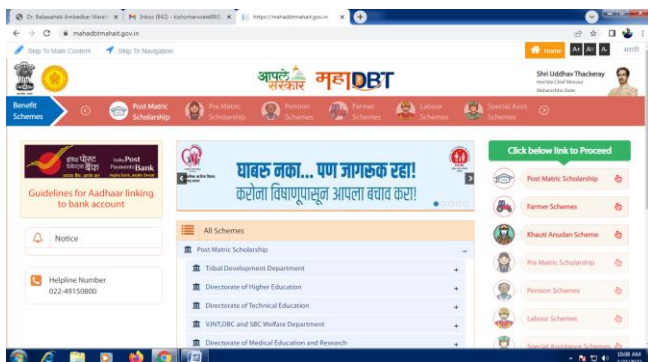 Dr. Babasaheb Ambedkar Marat
Inbox (842) -
https://mahadbtmahait.gov.in
mahadbtmahait.gov.in
Skip To Main Content
Skip To Navigation
Home
A+
A
A-
मराठी
आपले सरकार
महाDBT
Shri Uddhav Thackeray
Hon'ble Chief Minister
Maharashtra State
Benefit Schemes
Post Matric Scholarship
Pre Matric Scholarship
Pension Schemes
Farmer Schemes
Labour Schemes
Special Assis Schemes
India Post
Payments Bank
Guidelines for Aadhaar linking
to bank account
Notice
Helpline Number
022-49150800
घाबरु नका... पण जागरूक रहा!
करोना विषाणूपासून आपला बचाव करा!
All Schemes
Post Matric Scholarship
Tribal Development Department
Directorate of Higher Education
Directorate of Technical Education
VJNT,OBC and SBC Welfare Department
Directorate of Medical Education and Research
Click below link to Proceed
Post Matric Scholarship
Farmer Schemes
Khauti Anudan Scheme
Pre Matric Scholarship
Pension Schemes
Labour Schemes
Special Assistance Schemes
10:08 AM